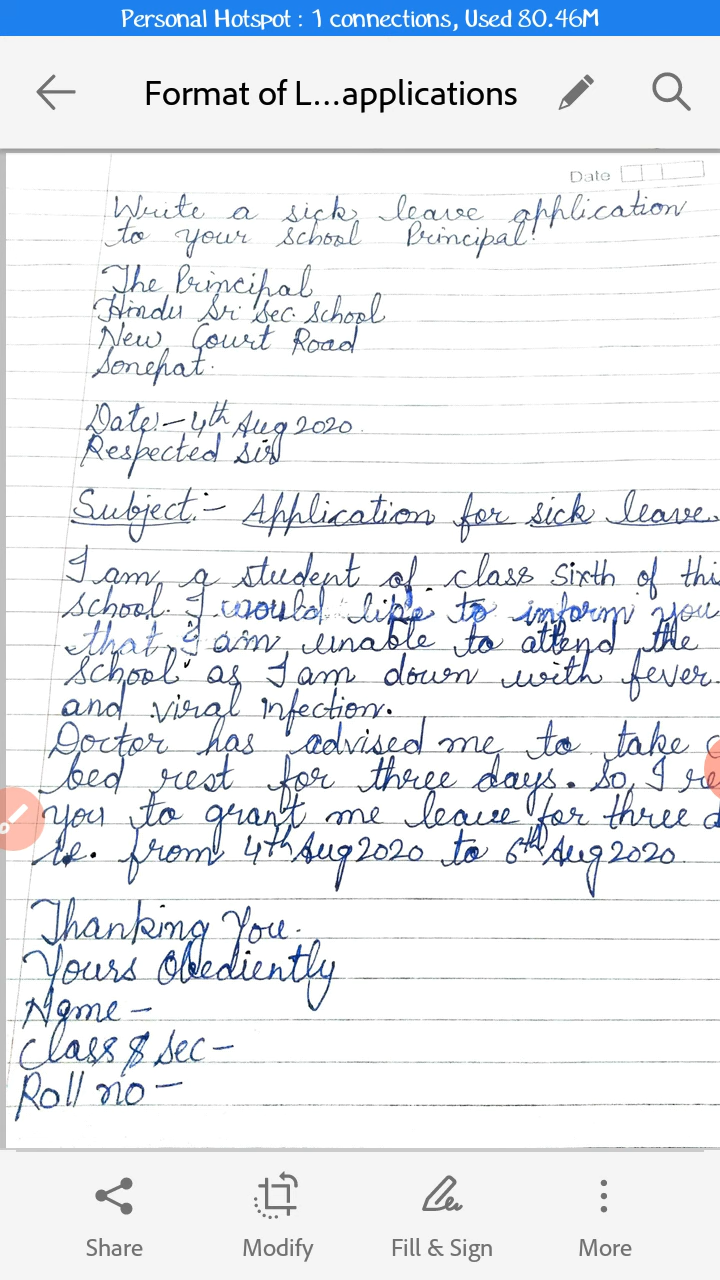 Personal Hotspot : 1 connections, Used 80.46M
Format of L...applications
Date
Write a sick leave application
to your school Principal.
The Principal
Hindu Sr. Sec. School
New Court Road
Sonepat.
Date:- 4th Aug 2020.
Respected Sir
Subject:- Application for sick leave.
I am a student of class sixth of this
school. I would like to inform you
that I am unable to attend the
school as I am down with fever
and viral infection.
Doctor has advised me to take
bed rest for three days. So, I
you to grant me leave for three
ie. from 4th Aug 2020 to 6th Aug 2020.
Thanking You.
Yours Obediently
Name -
Class & Sec -
Roll no -
Share
Modify
Fill & Sign
More